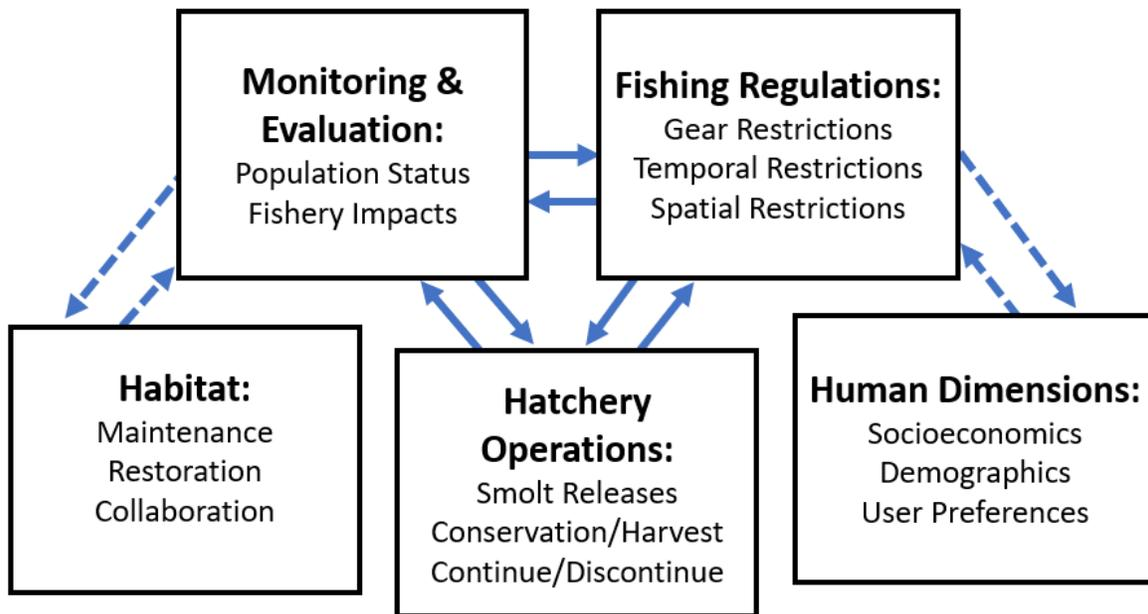 Monitoring &
Evaluation:
Population Status
Fishery Impacts
Fishing Regulations:
Gear Restrictions
Temporal Restrictions
Spatial Restrictions
Habitat:
Maintenance
Restoration
Collaboration
Hatchery
Operations:
Smolt Releases
Conservation/Harvest
Continue/Discontinue
Human Dimensions:
Socioeconomics
Demographics
User Preferences